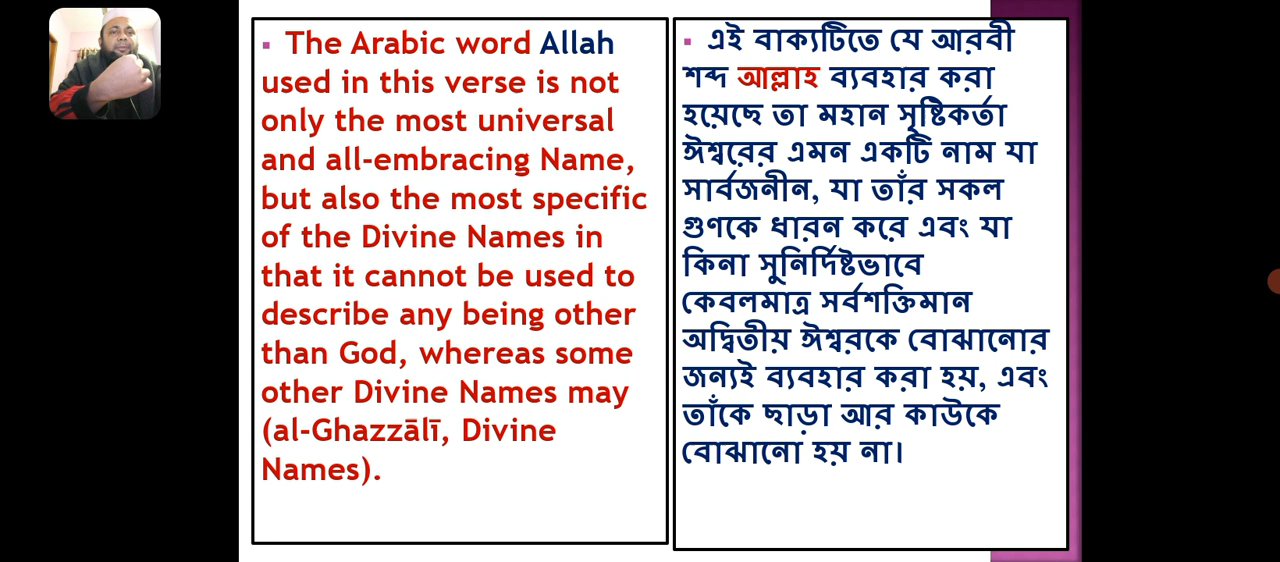 ▪ The Arabic word Allah
used in this verse is not
only the most universal
and all-embracing Name,
but also the most specific
of the Divine Names in
that it cannot be used to
describe any being other
than God, whereas some
other Divine Names may
(al-Ghazzālī, Divine
Names).
▪ এই বাক্যটিতে যে আরবী
শব্দ আল্লাহ ব্যবহার করা
হয়েছে তা মহান সৃষ্টিকর্তা
ঈশ্বরের এমন একটি নাম যা
সার্বজনীন, যা তাঁর সকল
গুণকে ধারন করে এবং যা
কিনা সুনির্দিষ্টভাবে
কেবলমাত্র সর্বশক্তিমান
অদ্বিতীয় ঈশ্বরকে বোঝানোর
জন্যই ব্যবহার করা হয়, এবং
তাঁকে ছাড়া আর কাউকে
বোঝানো হয় না।